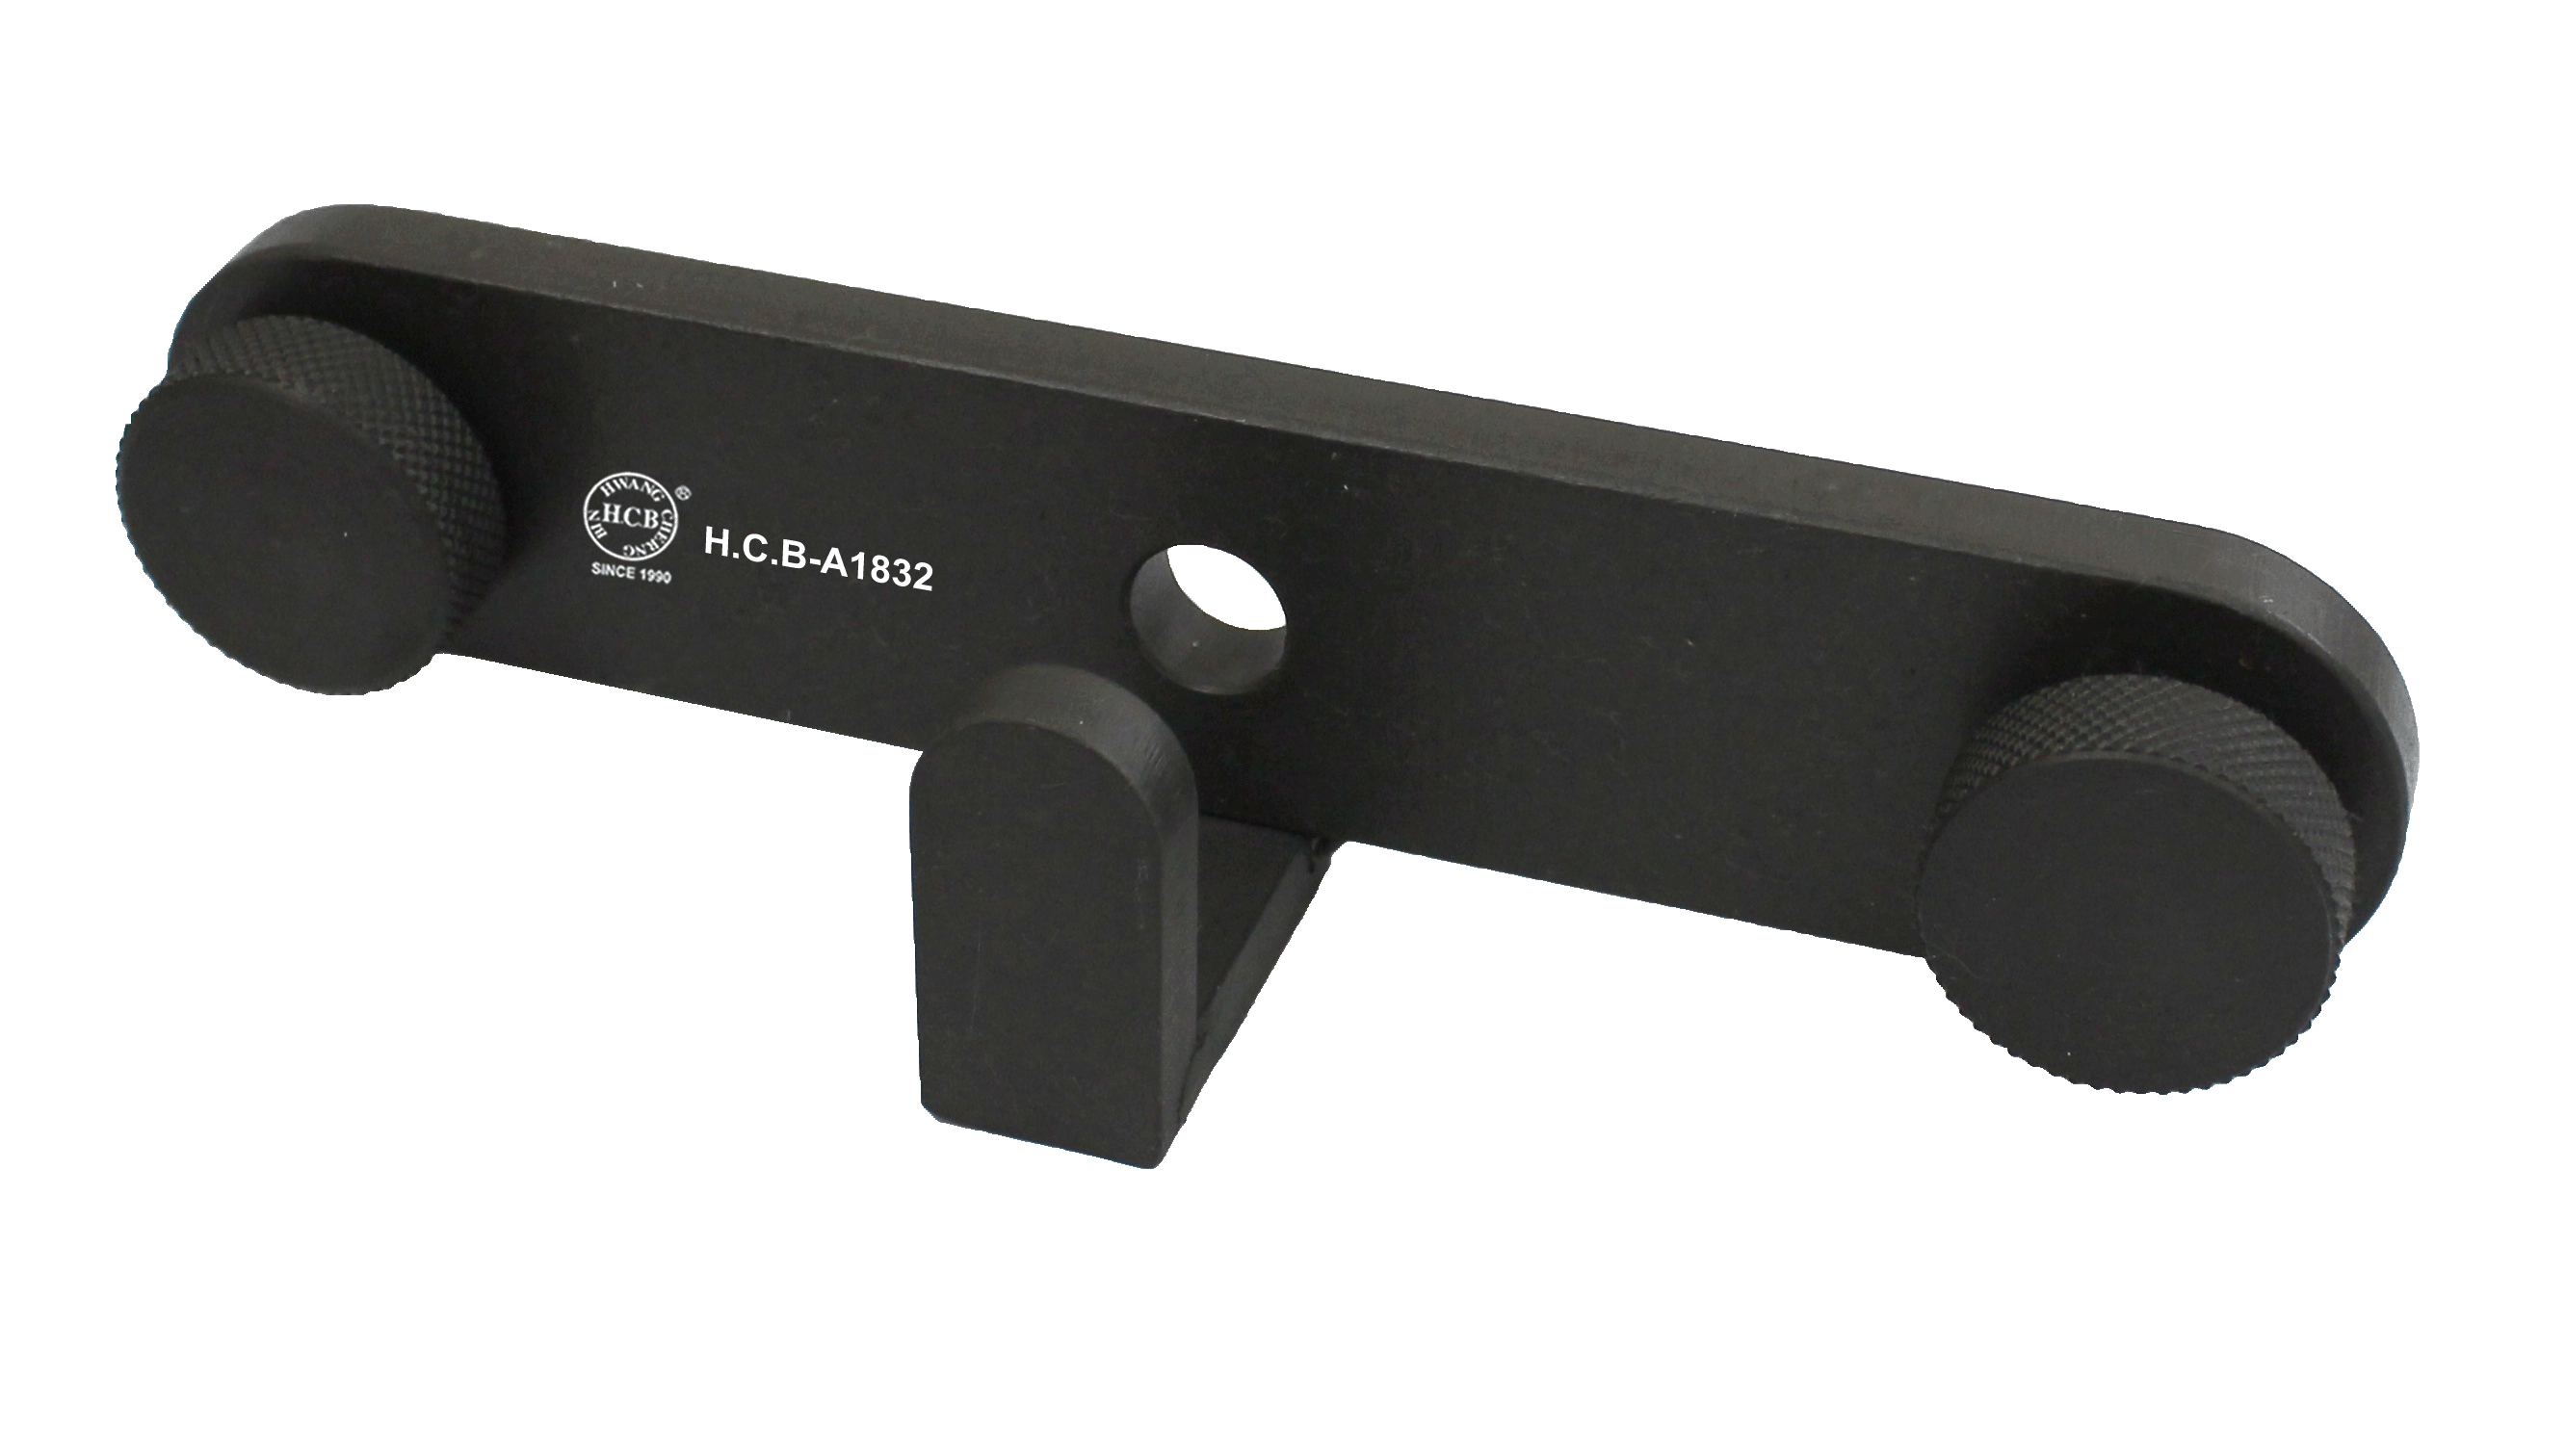 HWANG CHERNG BIN
®
H.C.B
SINCE 1990
H.C.B-A1832